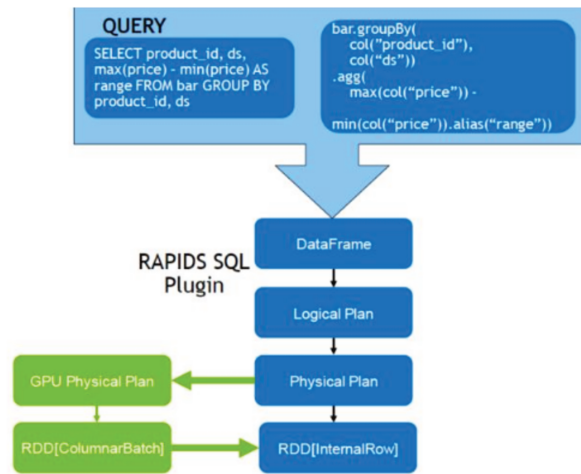 QUERY
SELECT product_id, ds,
max(price) - min(price) AS
range FROM bar GROUP BY
product_id, ds
bar.groupBy(
col("product_id"),
col("ds"))
.agg(
max(col("price")) -
min(col("price")).alias("range"))
DataFrame
RAPIDS SQL
Plugin
Logical Plan
GPU Physical Plan
Physical Plan
RDD[ColumnarBatch]
RDD[InternalRow]